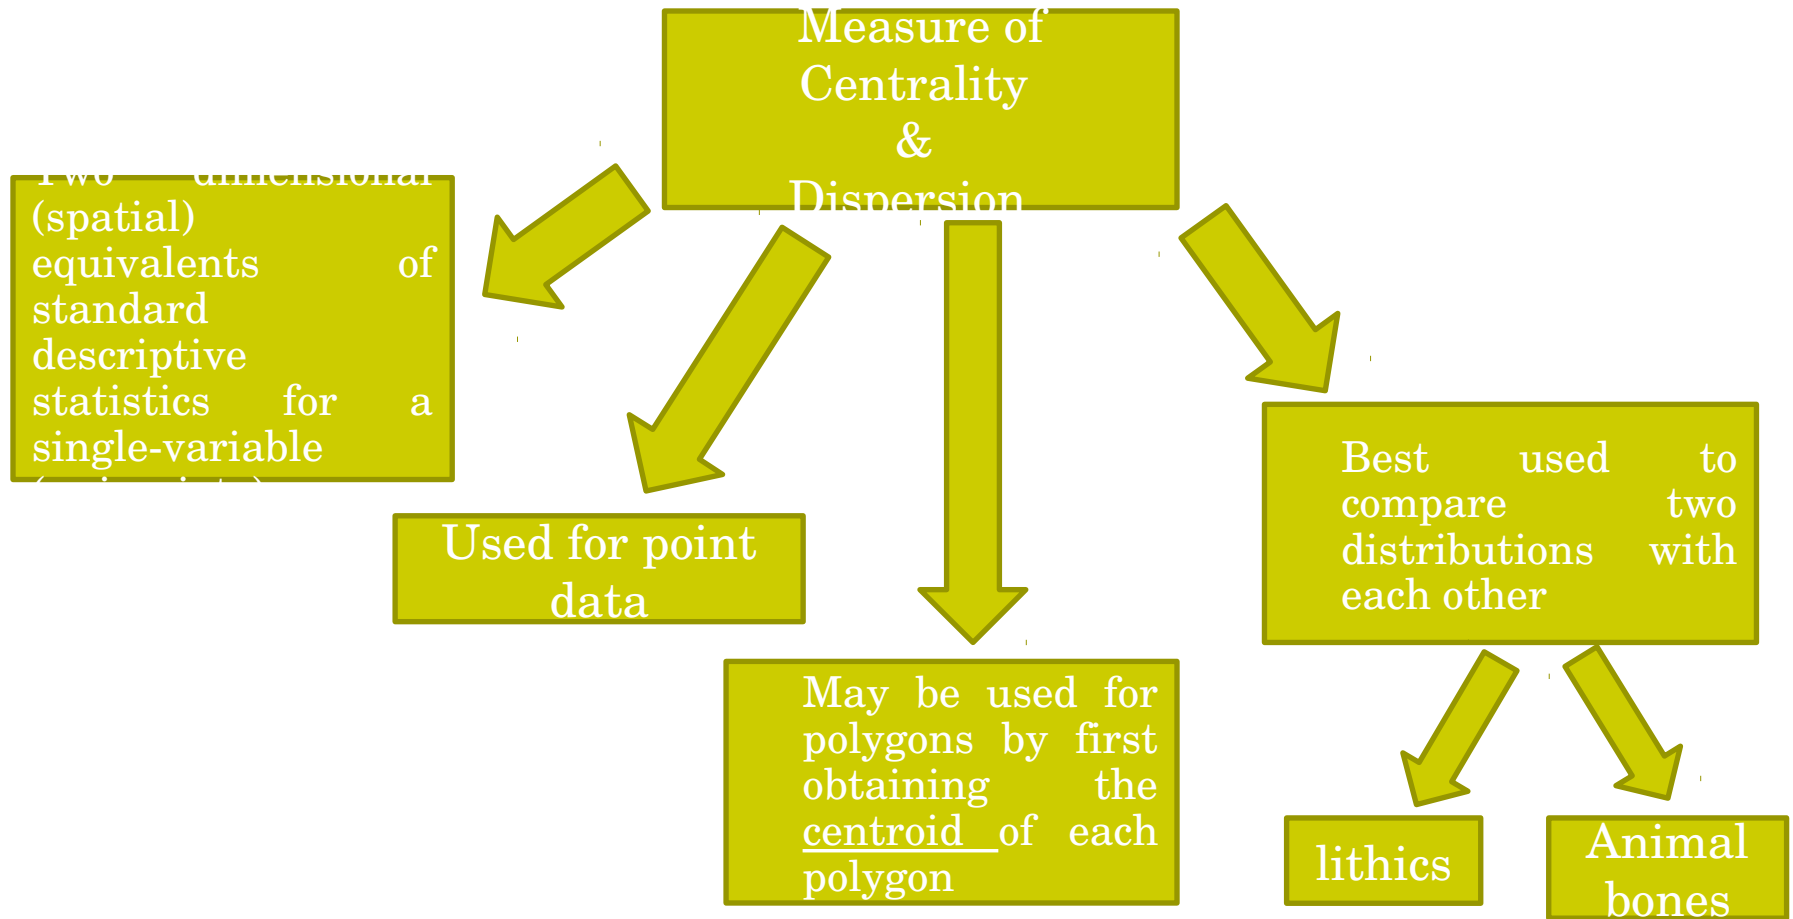 Measure of
Centrality
&
Dispersion
Two dimensional
(spatial)
equivalents of
standard
descriptive
statistics for a
single-variable
Used for point
data
May be used for
polygons by first
obtaining the
centroid of each
polygon
Best used to
compare two
distributions with
each other
lithics
Animal
bones